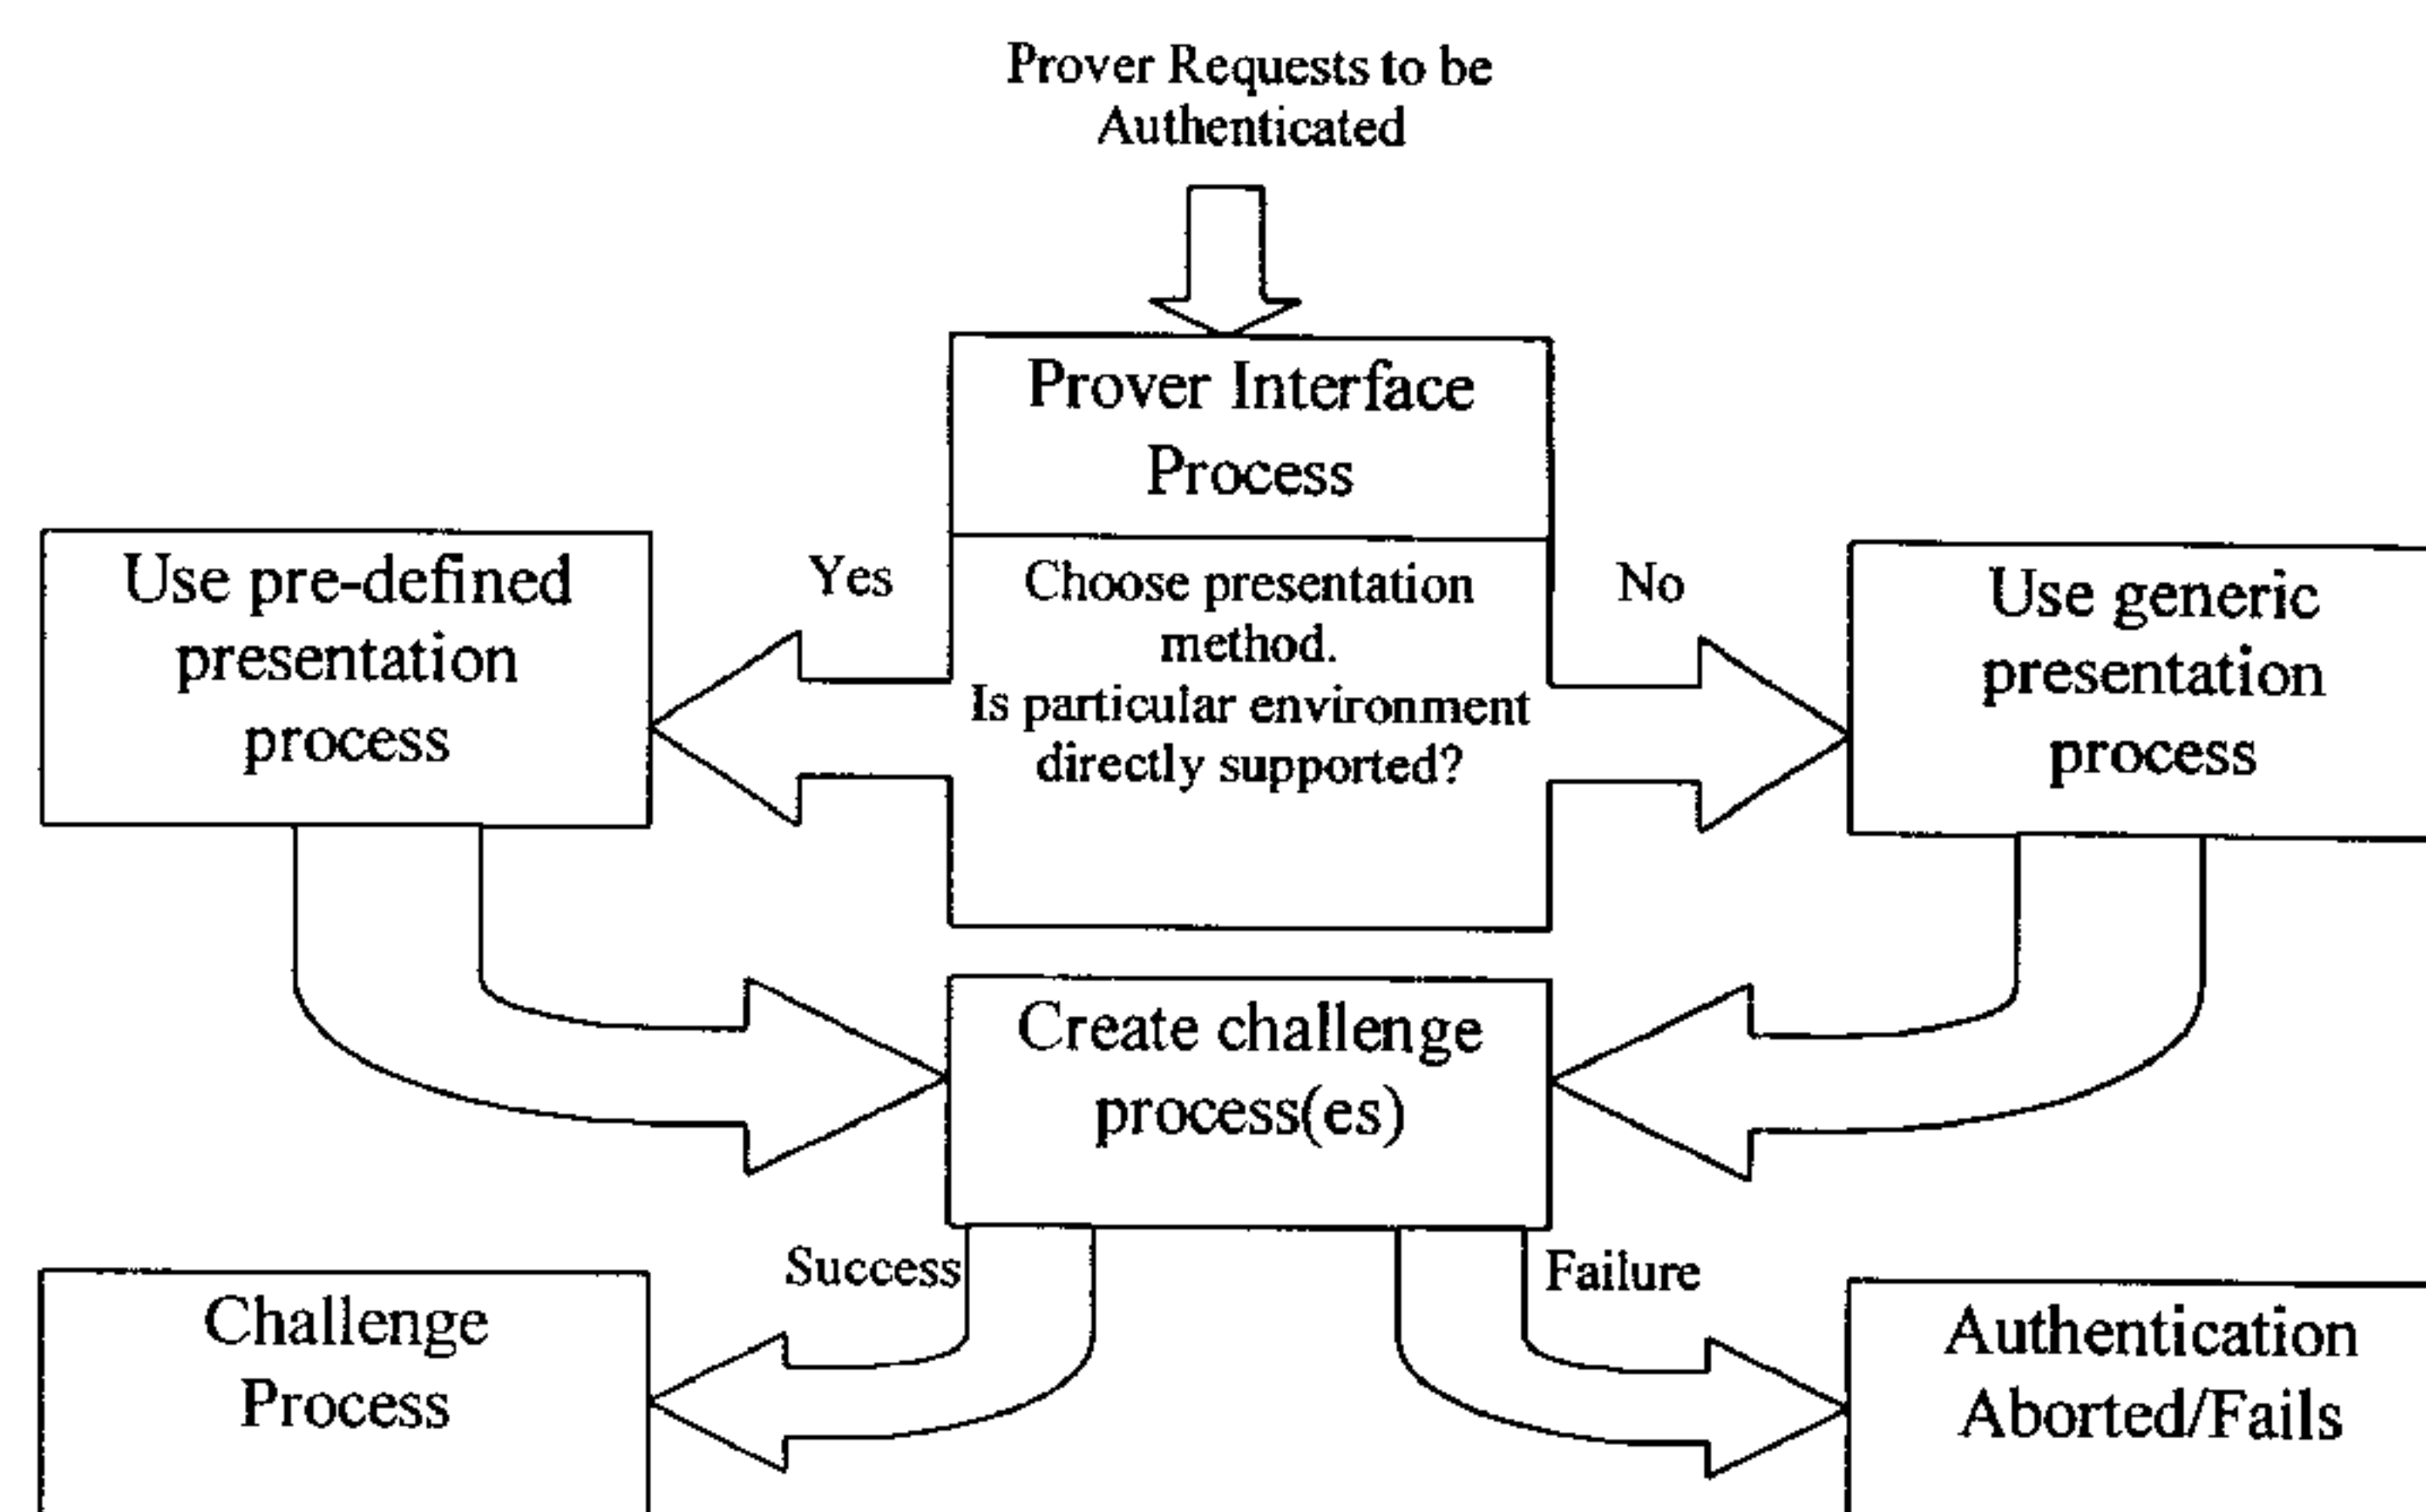 Prover Requests to be
Authenticated
Prover Interface
Process
Use pre-defined
presentation
process
Yes
Choose presentation
method.
Is particular environment
directly supported?
No
Use generic
presentation
process
Create challenge
process(es)
Success
Failure
Challenge
Process
Authentication
Aborted/Fails